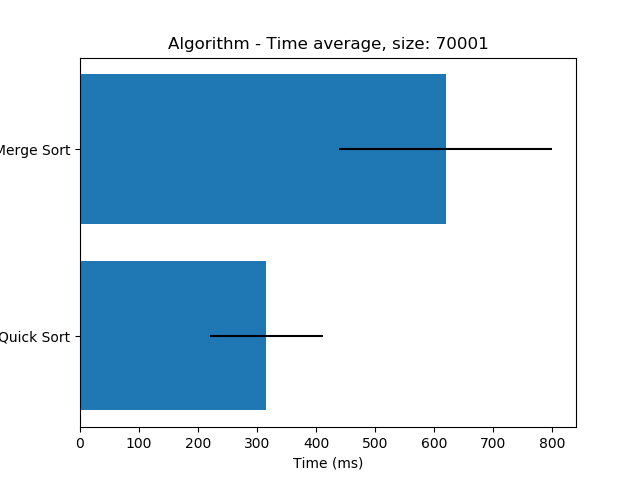 Algorithm - Time average, size: 70001
Merge Sort
Quick Sort
0 100 200 300 400 500 600 700 800
Time (ms)